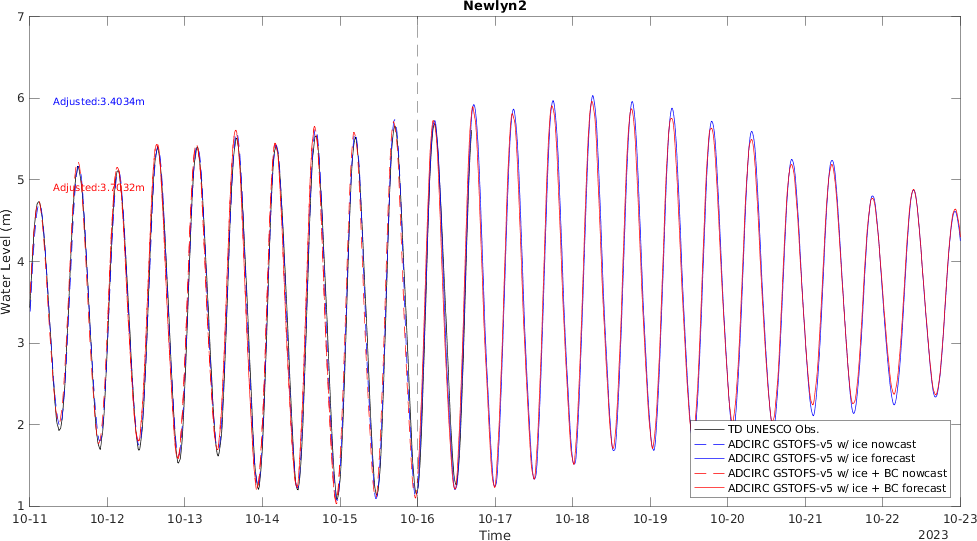 Newlyn2
7
6
5
4
3
2
1
Water Level (m)
Adjusted:3.4034m
Adjusted:3.7032m
TD UNESCO Obs.
ADCIRC GSTOFS-v5 w/ ice nowcast
ADCIRC GSTOFS-v5 w/ ice forecast
ADCIRC GSTOFS-v5 w/ ice + BC nowcast
ADCIRC GSTOFS-v5 w/ ice + BC forecast
10-11 10-12 10-13 10-14 10-15 10-16 10-17 10-18 10-19 10-20 10-21 10-22 10-23
Time
2023